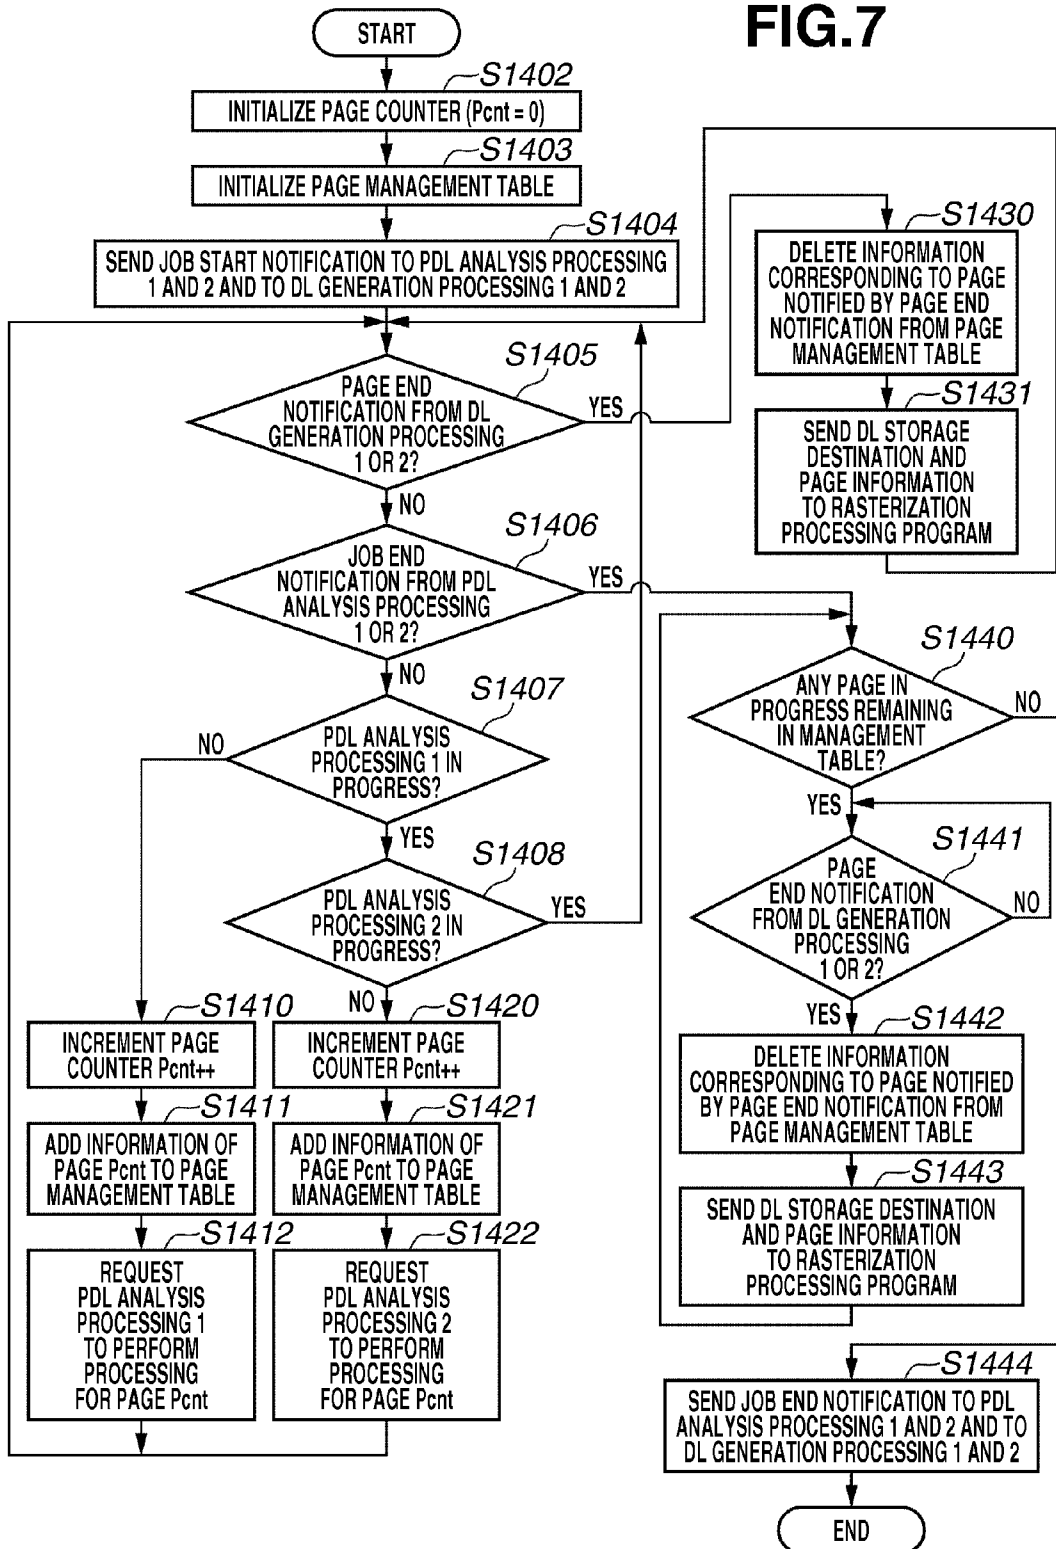 FIG.7
START
S1402
INITIALIZE PAGE COUNTER (Pcnt = 0)
S1403
INITIALIZE PAGE MANAGEMENT TABLE
S1404
SEND JOB START NOTIFICATION TO PDL ANALYSIS PROCESSING
1 AND 2 AND TO DL GENERATION PROCESSING 1 AND 2
S1405
PAGE END
NOTIFICATION FROM DL
GENERATION PROCESSING
1 OR 2?
YES
NO
S1430
DELETE INFORMATION
CORRESPONDING TO PAGE
NOTIFIED BY PAGE END
NOTIFICATION FROM PAGE
MANAGEMENT TABLE
S1431
SEND DL STORAGE
DESTINATION AND
PAGE INFORMATION
TO RASTERIZATION
PROCESSING PROGRAM
S1406
JOB END
NOTIFICATION FROM PDL
ANALYSIS PROCESSING
1 OR 2?
YES
NO
S1407
PDL ANALYSIS
PROCESSING 1 IN
PROGRESS?
NO
YES
S1408
PDL ANALYSIS
PROCESSING 2 IN
PROGRESS?
YES
NO
S1410
INCREMENT PAGE
COUNTER Pcnt++
S1411
ADD INFORMATION OF
PAGE Pcnt TO PAGE
MANAGEMENT TABLE
S1412
REQUEST
PDL ANALYSIS
PROCESSING 1
TO PERFORM
PROCESSING
FOR PAGE Pcnt
S1420
INCREMENT PAGE
COUNTER Pcnt++
S1421
ADD INFORMATION OF
PAGE Pcnt TO PAGE
MANAGEMENT TABLE
S1422
REQUEST
PDL ANALYSIS
PROCESSING 2
TO PERFORM
PROCESSING
FOR PAGE Pcnt
S1440
ANY PAGE IN
PROGRESS REMAINING
IN MANAGEMENT
TABLE?
NO
YES
S1441
PAGE
END NOTIFICATION
FROM DL GENERATION
PROCESSING
1 OR 2?
NO
YES
S1442
DELETE INFORMATION
CORRESPONDING TO PAGE NOTIFIED
BY PAGE END NOTIFICATION FROM
PAGE MANAGEMENT TABLE
S1443
SEND DL STORAGE DESTINATION
AND PAGE INFORMATION
TO RASTERIZATION
PROCESSING PROGRAM
S1444
SEND JOB END NOTIFICATION TO PDL
ANALYSIS PROCESSING 1 AND 2 AND TO
DL GENERATION PROCESSING 1 AND 2
END